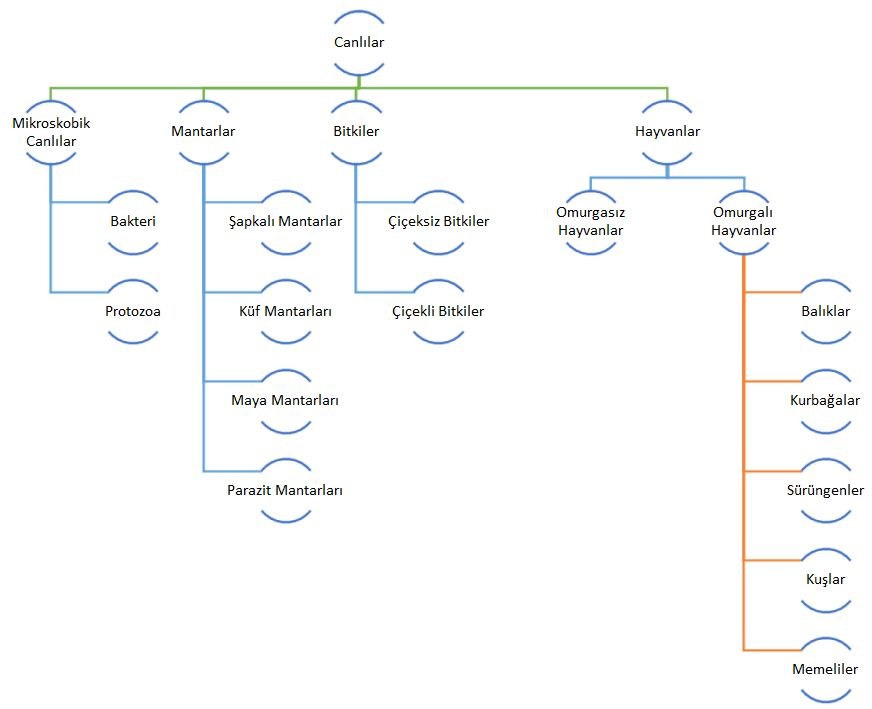 Canlılar
Mikroskobik
Canlılar
Mantarlar
Bitkiler
Hayvanlar
Bakteri
Şapkalı Mantarlar
Çiçeksiz Bitkiler
Omurgasız
Hayvanlar
Omurgalı
Hayvanlar
Protozoa
Küf Mantarları
Çiçekli Bitkiler
Balıklar
Maya Mantarları
Kurbağalar
Parazit Mantarları
Sürüngenler
Kuşlar
Memeliler